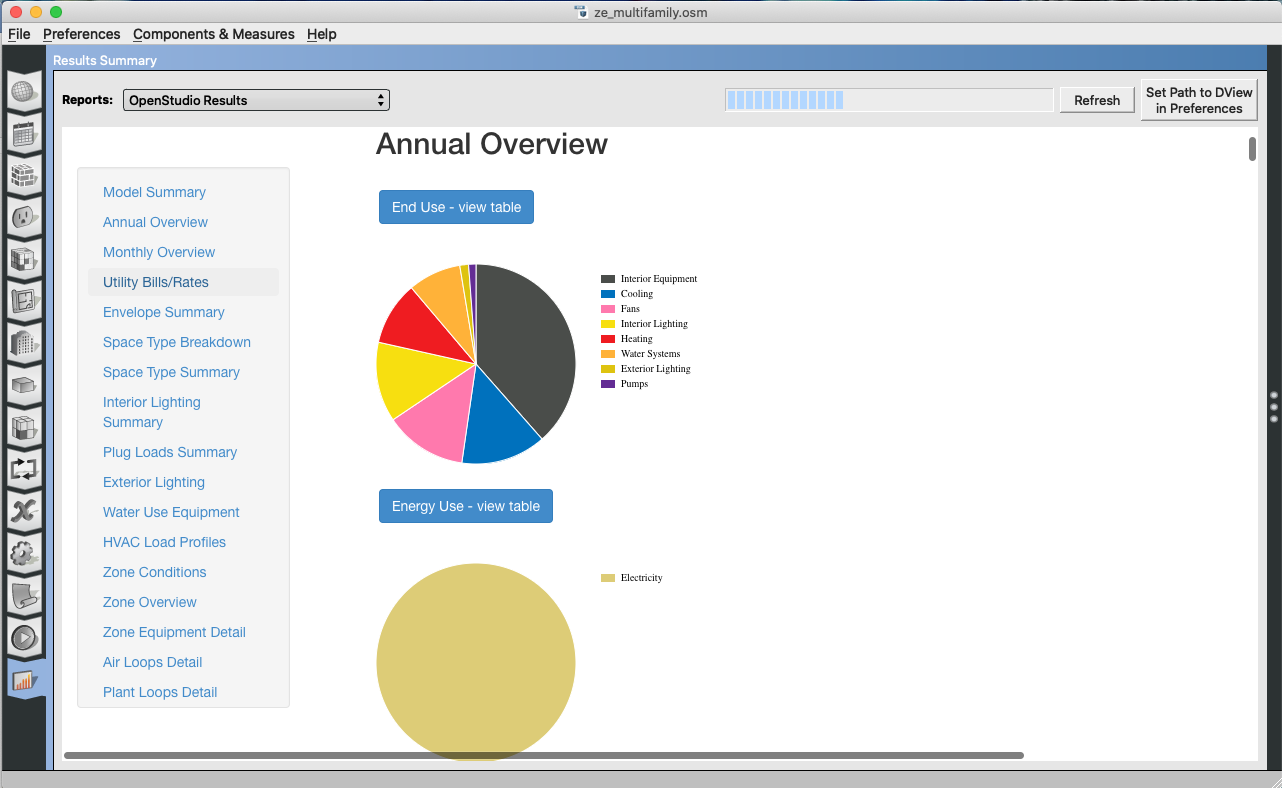 ze_multifamily.osm
File Preferences Components & Measures Help
Results Summary
Reports: OpenStudio Results Refresh Set Path to DView
in Preferences
Model Summary
Annual Overview
Monthly Overview
Utility Bills/Rates
Envelope Summary
Space Type Breakdown
Space Type Summary
Interior Lighting
Summary
Plug Loads Summary
Exterior Lighting
Water Use Equipment
HVAC Load Profiles
Zone Conditions
Zone Overview
Zone Equipment Detail
Air Loops Detail
Plant Loops Detail
Annual Overview
End Use - view table
Interior Equipment
Cooling
Fans
Interior Lighting
Heating
Water Systems
Exterior Lighting
Pumps
Energy Use - view table
Electricity